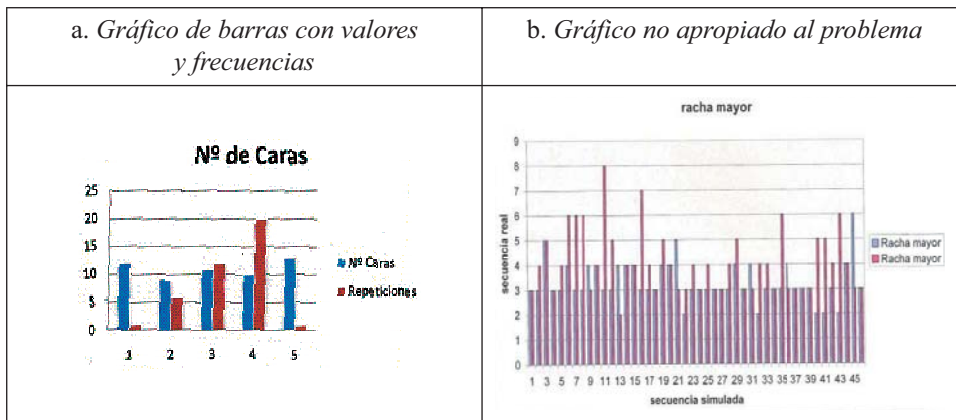 a. Gráfico de barras con valores
y frecuencias
b. Gráfico no apropiado al problema
Nº de Caras
25
20
15
10
5
0
1 2 3 4 5
Nº Caras
Repeticiones
racha mayor
9
8
7
6
5
4
3
2
1
0
secuencia real
1 3 5 7 9 11 13 15 17 19 21 23 25 27 29 31 33 35 37 39 41 43 45
secuencia simulada
Racha mayor
Racha mayor